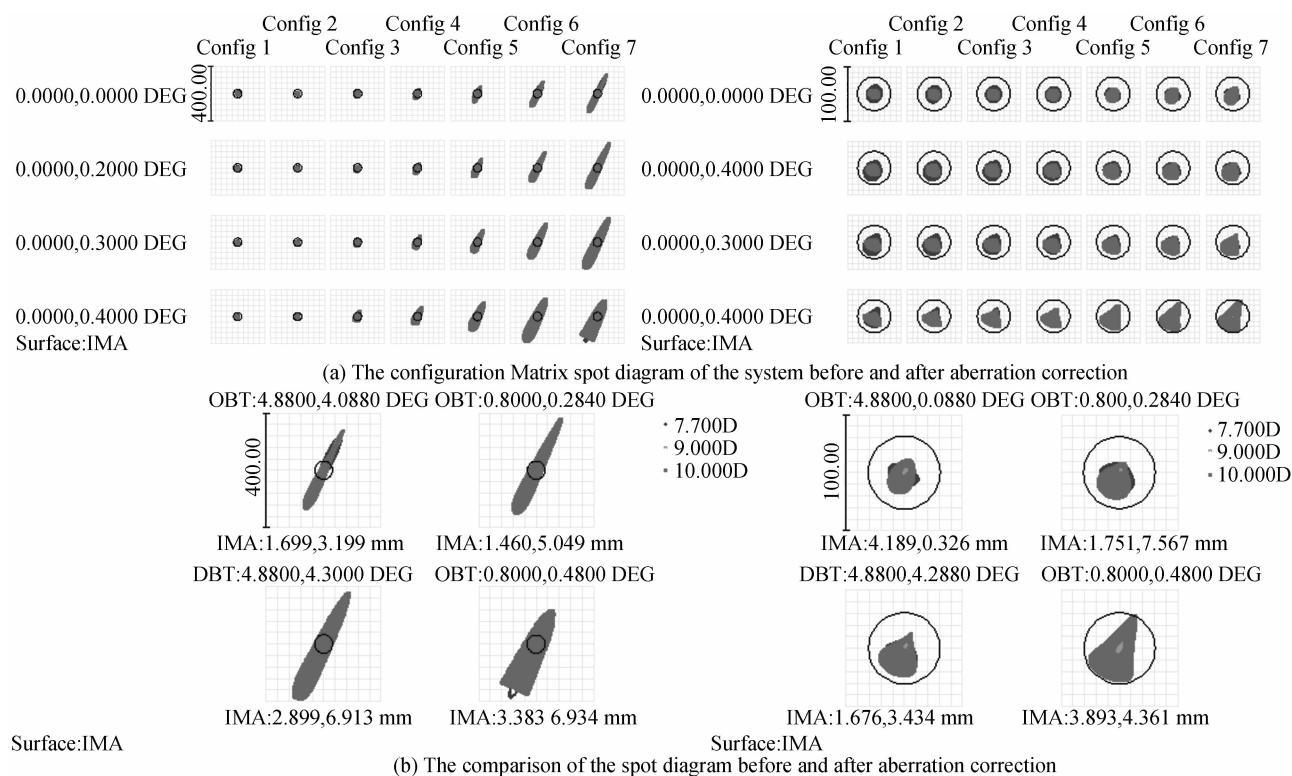 Config 2 Config 4 Config 6
Config 1 Config 3 Config 5 Config 7
400.00
0.0000,0.0000 DEG
0.0000,0.2000 DEG
0.0000,0.3000 DEG
0.0000,0.4000 DEG
Surface:IMA
Config 2 Config 4 Config 6
Config 1 Config 3 Config 5 Config 7
100.00
0.0000,0.0000 DEG
0.0000,0.4000 DEG
0.0000,0.3000 DEG
0.0000,0.4000 DEG
Surface:IMA
(a) The configuration Matrix spot diagram of the system before and after aberration correction
OBT:4.8800,4.0880 DEG OBT:0.8000,0.2840 DEG
400.00
7.700D
9.000D
10.000D
IMA:1.699,3.199 mm IMA:1.460,5.049 mm
DBT:4.8800,4.3000 DEG OBT:0.8000,0.4800 DEG
IMA:2.899,6.913 mm IMA:3.383 6.934 mm
Surface:IMA
OBT:4.8800,0.0880 DEG OBT:0.800,0.2840 DEG
100.00
7.700D
9.000D
10.000D
IMA:4.189,0.326 mm IMA:1.751,7.567 mm
DBT:4.8800,4.2880 DEG OBT:0.8000,0.4800 DEG
IMA:1.676,3.434 mm IMA:3.893,4.361 mm
Surface:IMA
(b) The comparison of the spot diagram before and after aberration correction